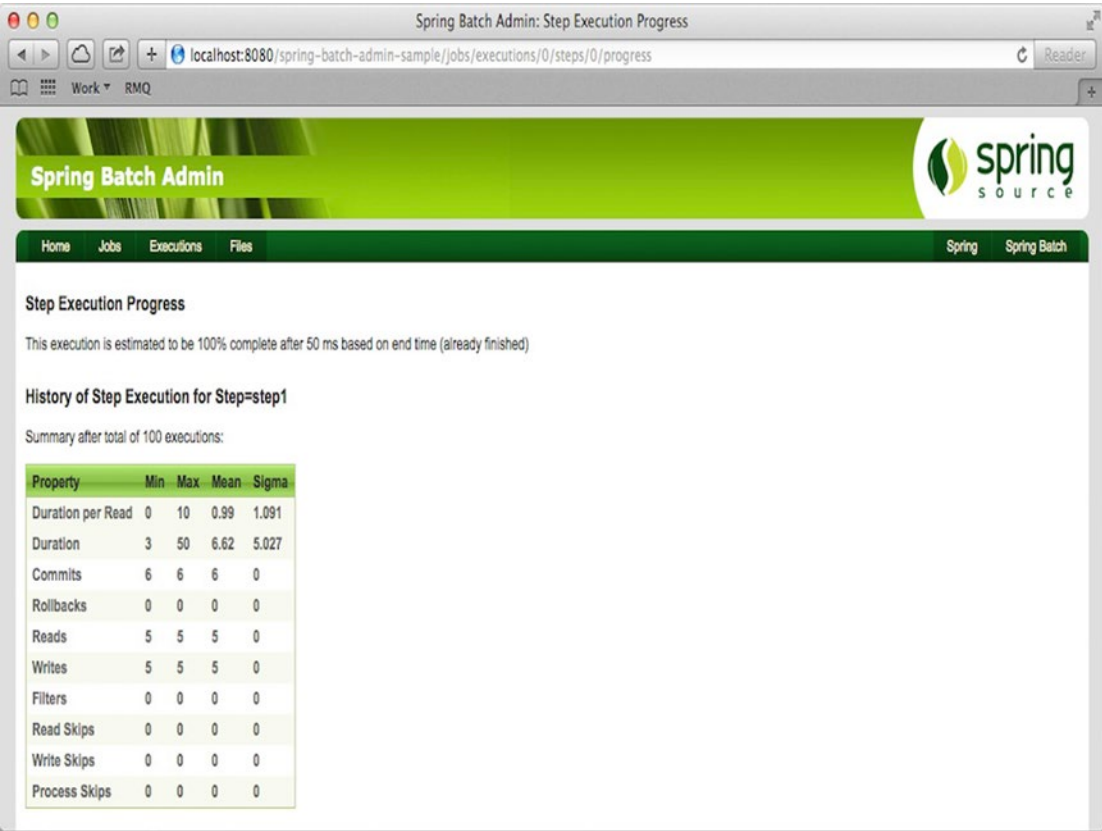 Spring Batch Admin: Step Execution Progress
localhost:8080/spring-batch-admin-sample/jobs/executions/0/steps/0/progress Reader
Work RMQ
Spring Batch Admin
spring
source
Home Jobs Executions Files Spring Spring Batch
Step Execution Progress
This execution is estimated to be 100% complete after 50 ms based on end time (already finished)
History of Step Execution for Step=step1
Summary after total of 100 executions:
Property Min Max Mean Sigma
Duration per Read 0 10 0.99 1.091
Duration 3 50 6.62 5.027
Commits 6 6 6 0
Rollbacks 0 0 0 0
Reads 5 5 5 0
Writes 5 5 5 0
Filters 0 0 0 0
Read Skips 0 0 0 0
Write Skips 0 0 0 0
Process Skips 0 0 0 0